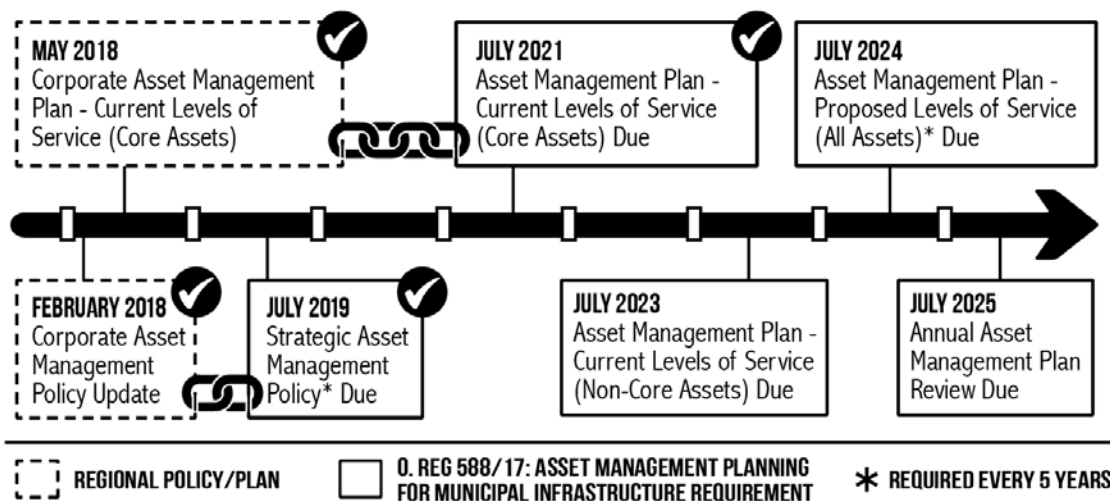 MAY 2018
Corporate Asset Management
Plan - Current Levels of
Service (Core Assets)
JULY 2021
Asset Management Plan -
Current Levels of Service
(Core Assets) Due
JULY 2024
Asset Management Plan -
Proposed Levels of Service
(All Assets)* Due
FEBRUARY 2018
Corporate Asset
Management
Policy Update
JULY 2019
Strategic Asset
Management
Policy* Due
JULY 2023
Asset Management Plan -
Current Levels of Service
(Non-Core Assets) Due
JULY 2025
Annual Asset
Management Plan
Review Due
REGIONAL POLICY/PLAN
O. REG 588/17: ASSET MANAGEMENT PLANNING
FOR MUNICIPAL INFRASTRUCTURE REQUIREMENT
* REQUIRED EVERY 5 YEARS